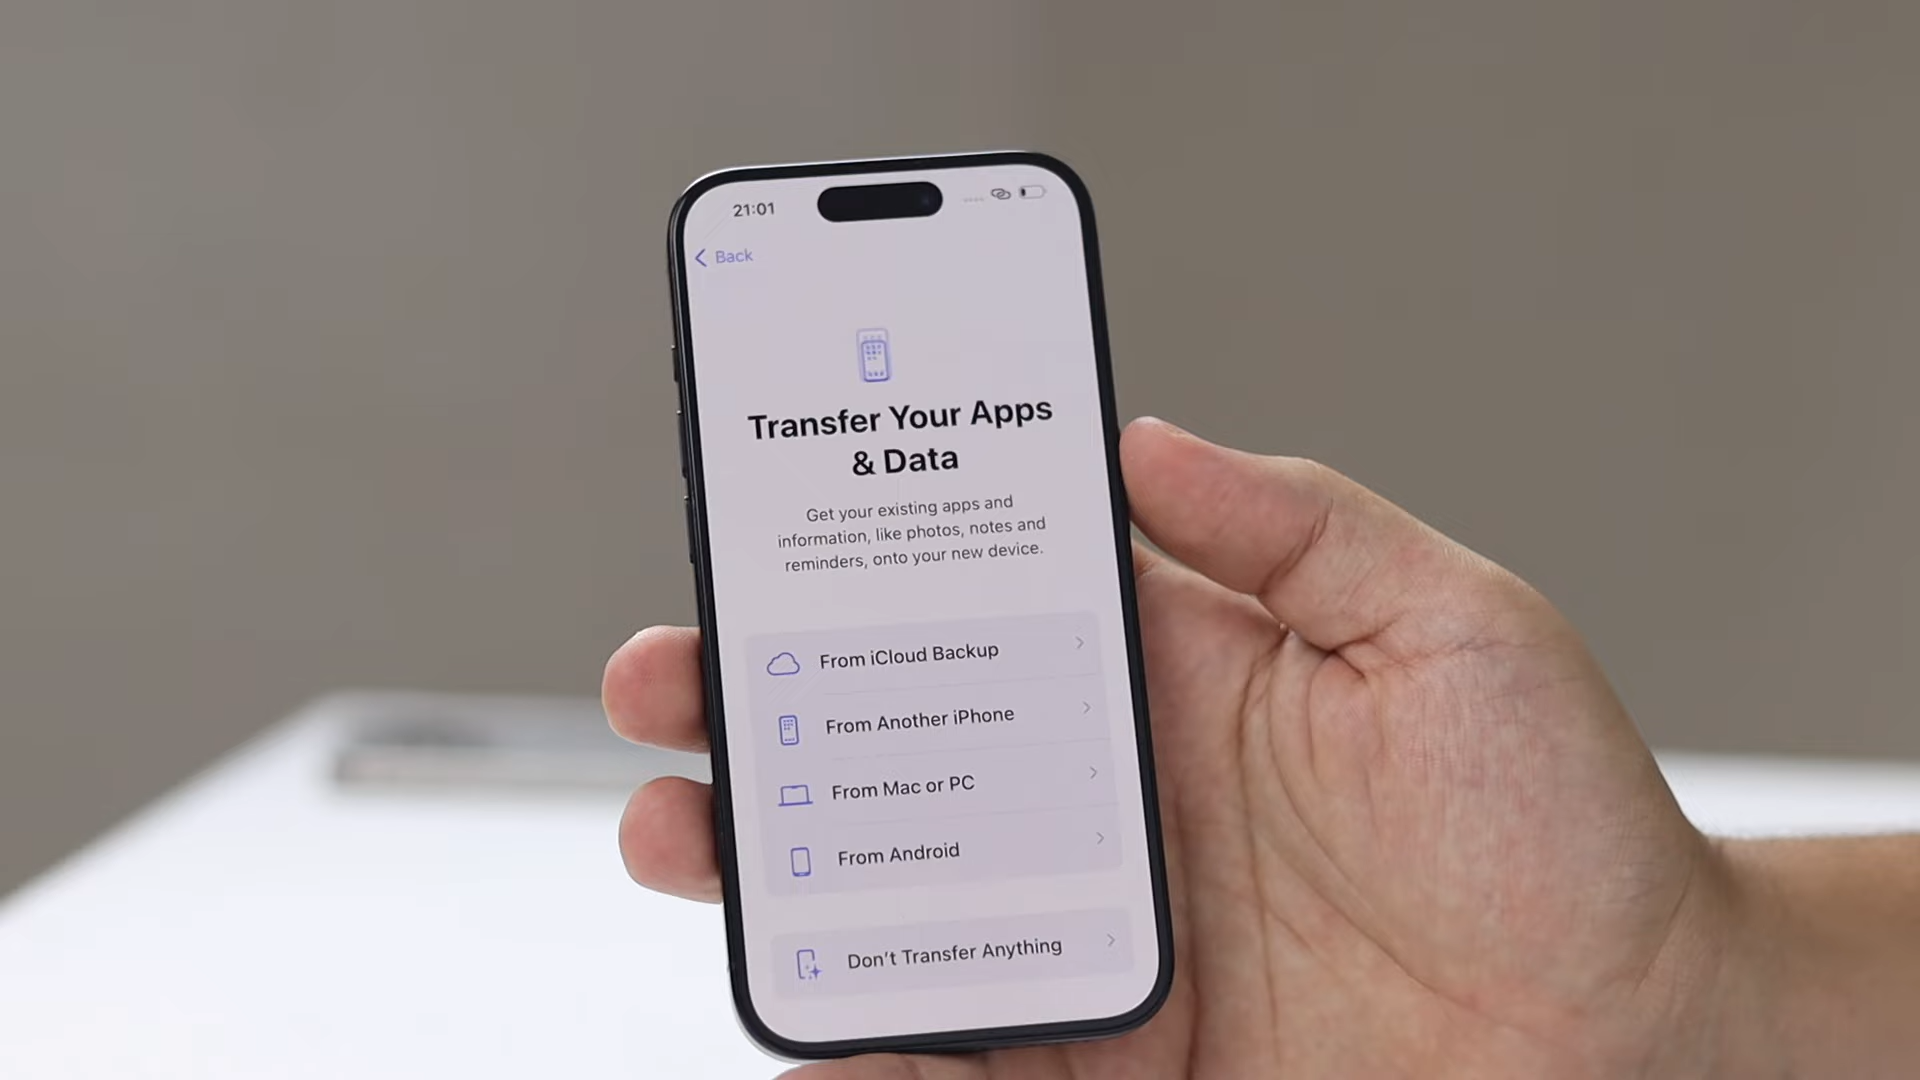 21:01
Back
Transfer Your Apps
& Data
Get your existing apps and
information, like photos, notes and
reminders, onto your new device.
From iCloud Backup
From Another iPhone
From Mac or PC
From Android
Don't Transfer Anything